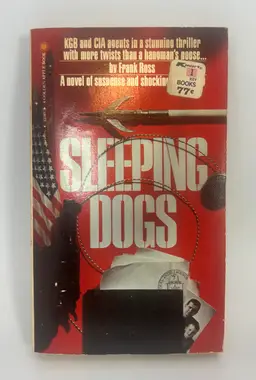 KGB and CIA agents in a stunning thriller
with more twists than a hangman's noose...
by Frank Ross
A novel of suspense and shocking
1
BOOKS
77¢
SLEEPING
DOGS